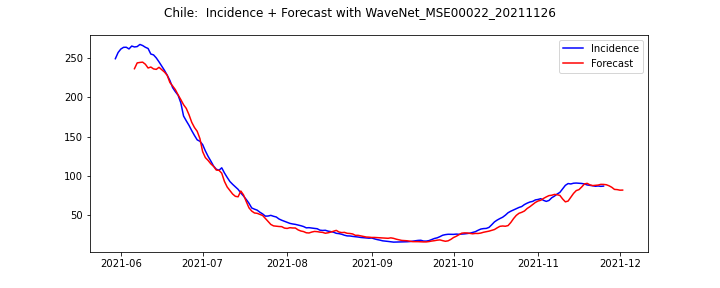 Chile:  Incidence + Forecast with WaveNet_MSE00022_20211126
Incidence
Forecast
250
200
150
100
50
2021-06 2021-07 2021-08 2021-09 2021-10 2021-11 2021-12